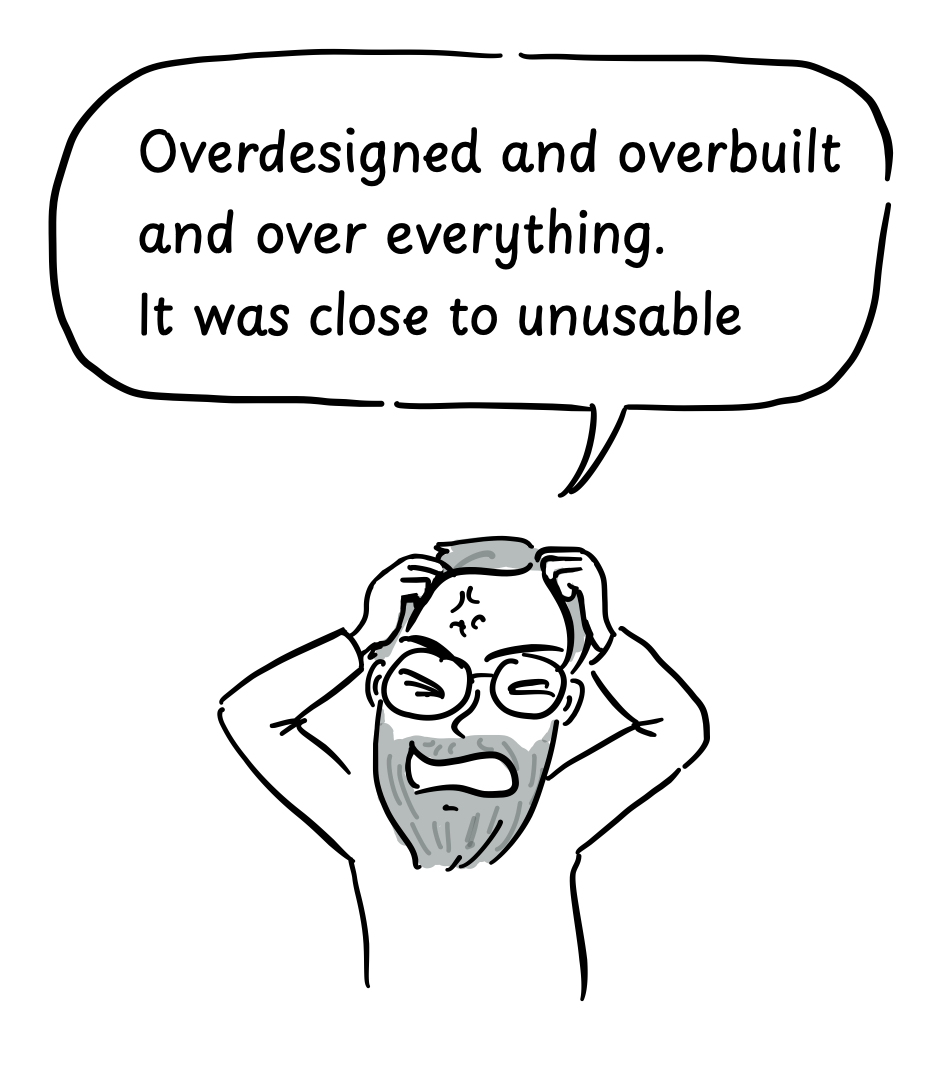 Overdesigned and overbuilt
and over everything.
It was close to unusable